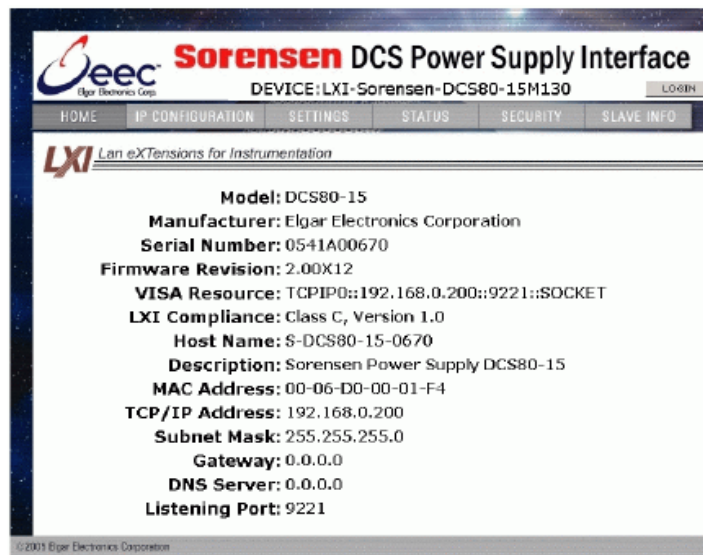 eec
Elgar Electronics Corp.
Sorensen DCS Power Supply Interface
DEVICE:LXI-Sorensen-DCS80-15M130
LOGIN
HOME IP CONFIGURATION SETTINGS STATUS SECURITY SLAVE INFO
LXI Lan eXTensions for Instrumentation
Model: DCS80-15
Manufacturer: Elgar Electronics Corporation
Serial Number: 0541A00670
Firmware Revision: 2.00X12
VISA Resource: TCPIP0::192.168.0.200::9221::SOCKET
LXI Compliance: Class C, Version 1.0
Host Name: S-DCS80-15-0670
Description: Sorensen Power Supply DCS80-15
MAC Address: 00-06-D0-00-01-F4
TCP/IP Address: 192.168.0.200
Subnet Mask: 255.255.255.0
Gateway: 0.0.0.0
DNS Server: 0.0.0.0
Listening Port: 9221
Elgar Electronics Corporation